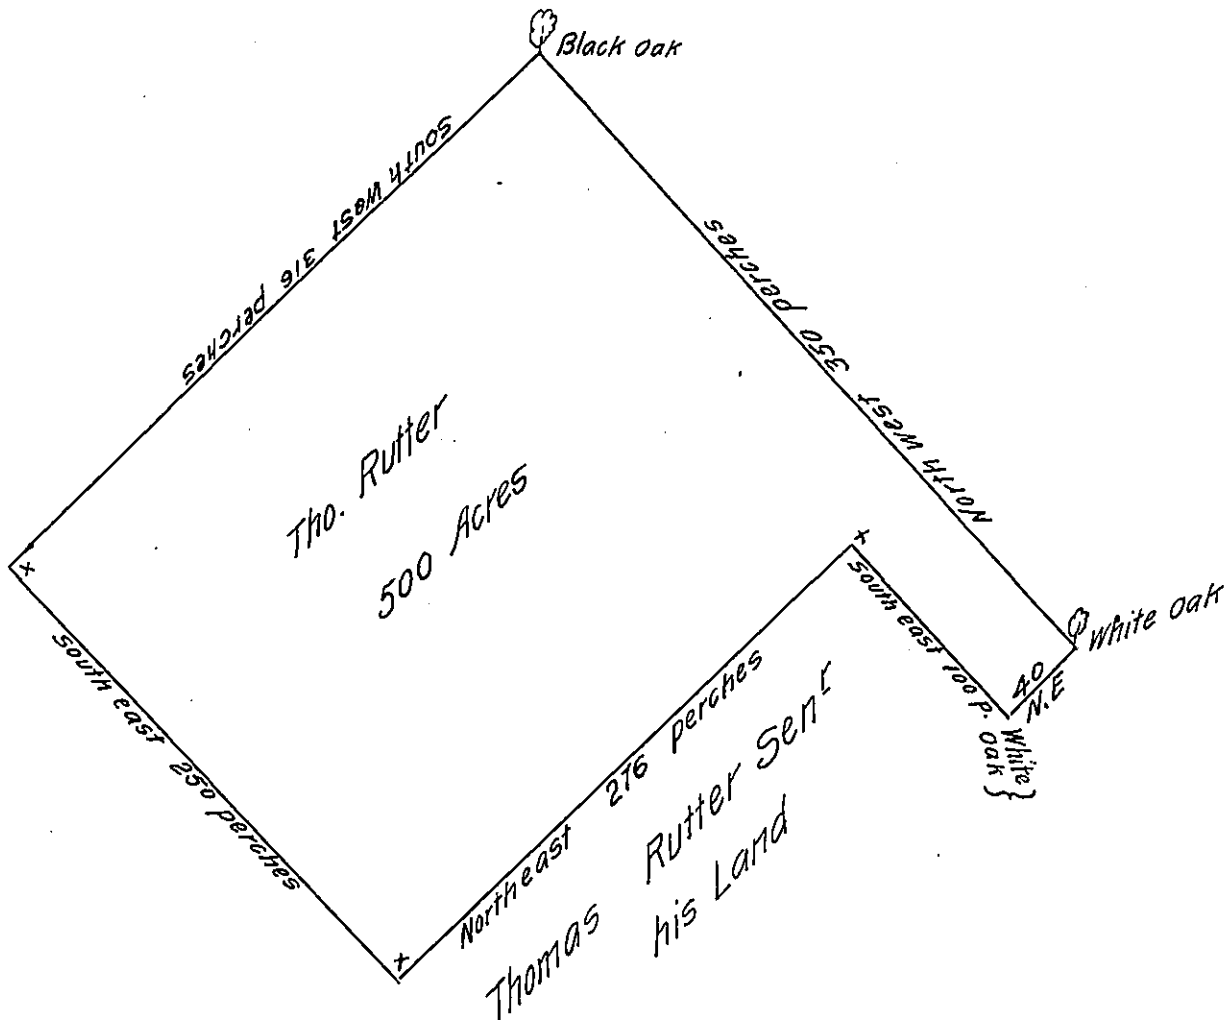 Black Oak
South West 316 perches
North West 350 perches
Tho. Rutter
500 Acres
South east 100 p.
White Oak
40
N.E
White
Oak }
South east 250 perches
Northeast 276 perches
Thomas Rutter Senr
his Land